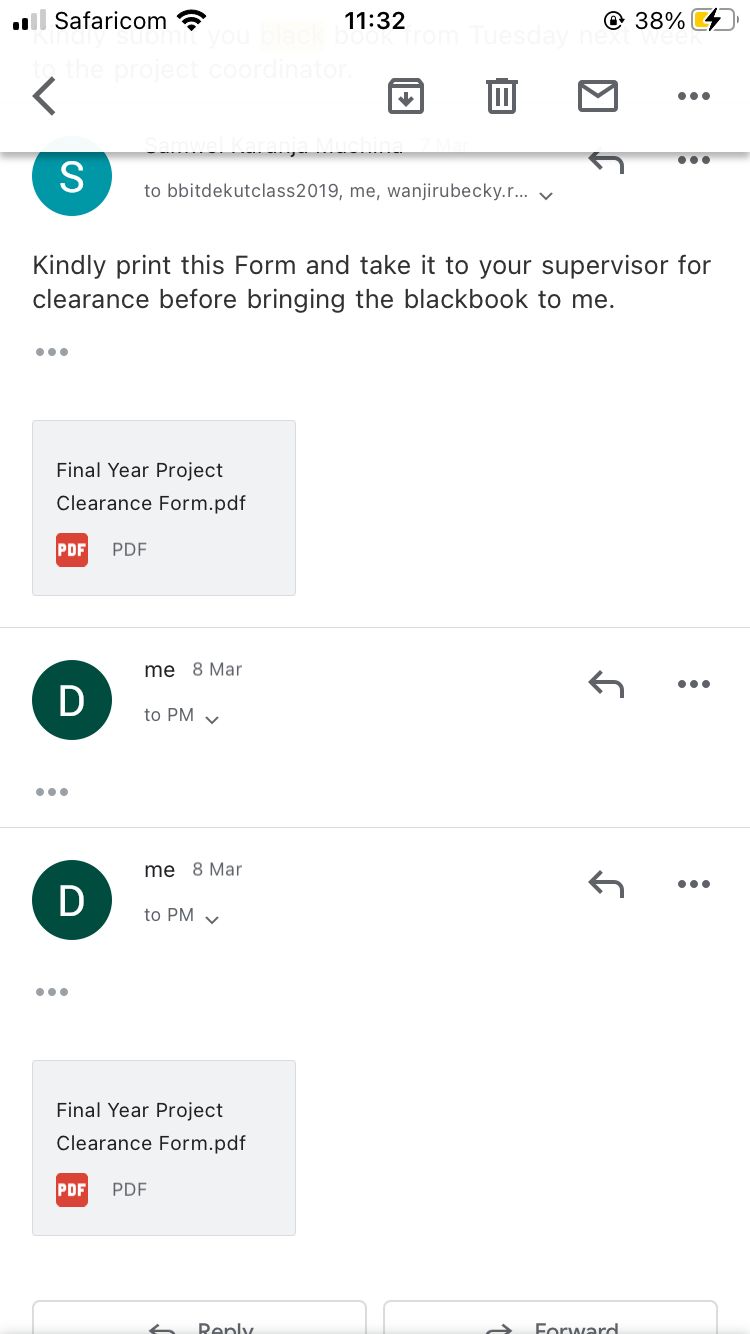 Safaricom
11:32
38%
Kindly submit you black book from Tuesday next week
to the project coordinator.
Samwel Karanja Muchina 7 Mar
S
to bbitdekutclass2019, me, wanjirubecky.r...
Kindly print this Form and take it to your supervisor for
clearance before bringing the blackbook to me.
Final Year Project
Clearance Form.pdf
PDF PDF
me 8 Mar
D
to PM
me 8 Mar
D
to PM
Final Year Project
Clearance Form.pdf
PDF PDF
Reply
Forward